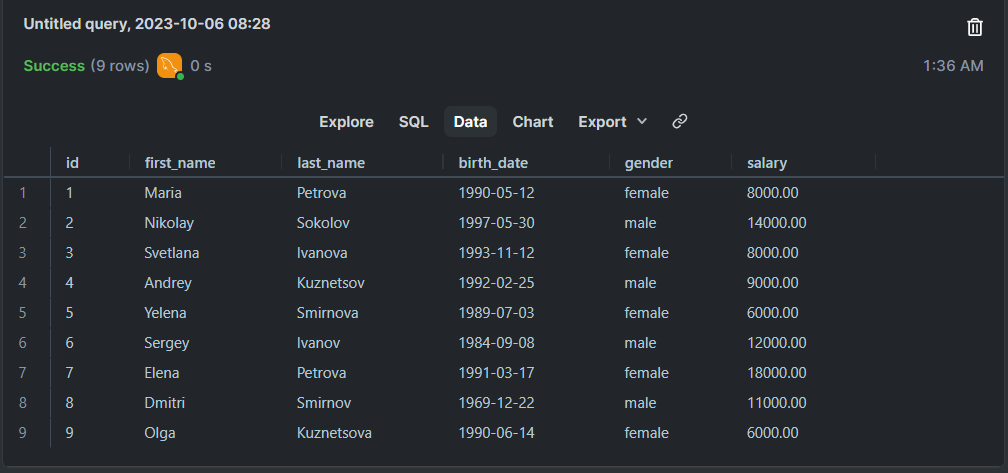 Untitled query, 2023-10-06 08:28
Success (9 rows) 0 s 1:36 AM
Explore SQL Data Chart Export
id first_name last_name birth_date gender salary
1 1 Maria Petrova 1990-05-12 female 8000.00
2 2 Nikolay Sokolov 1997-05-30 male 14000.00
3 3 Svetlana Ivanova 1993-11-12 female 8000.00
4 4 Andrey Kuznetsov 1992-02-25 male 9000.00
5 5 Yelena Smirnova 1989-07-03 female 6000.00
6 6 Sergey Ivanov 1984-09-08 male 12000.00
7 7 Elena Petrova 1991-03-17 female 18000.00
8 8 Dmitri Smirnov 1969-12-22 male 11000.00
9 9 Olga Kuznetsova 1990-06-14 female 6000.00